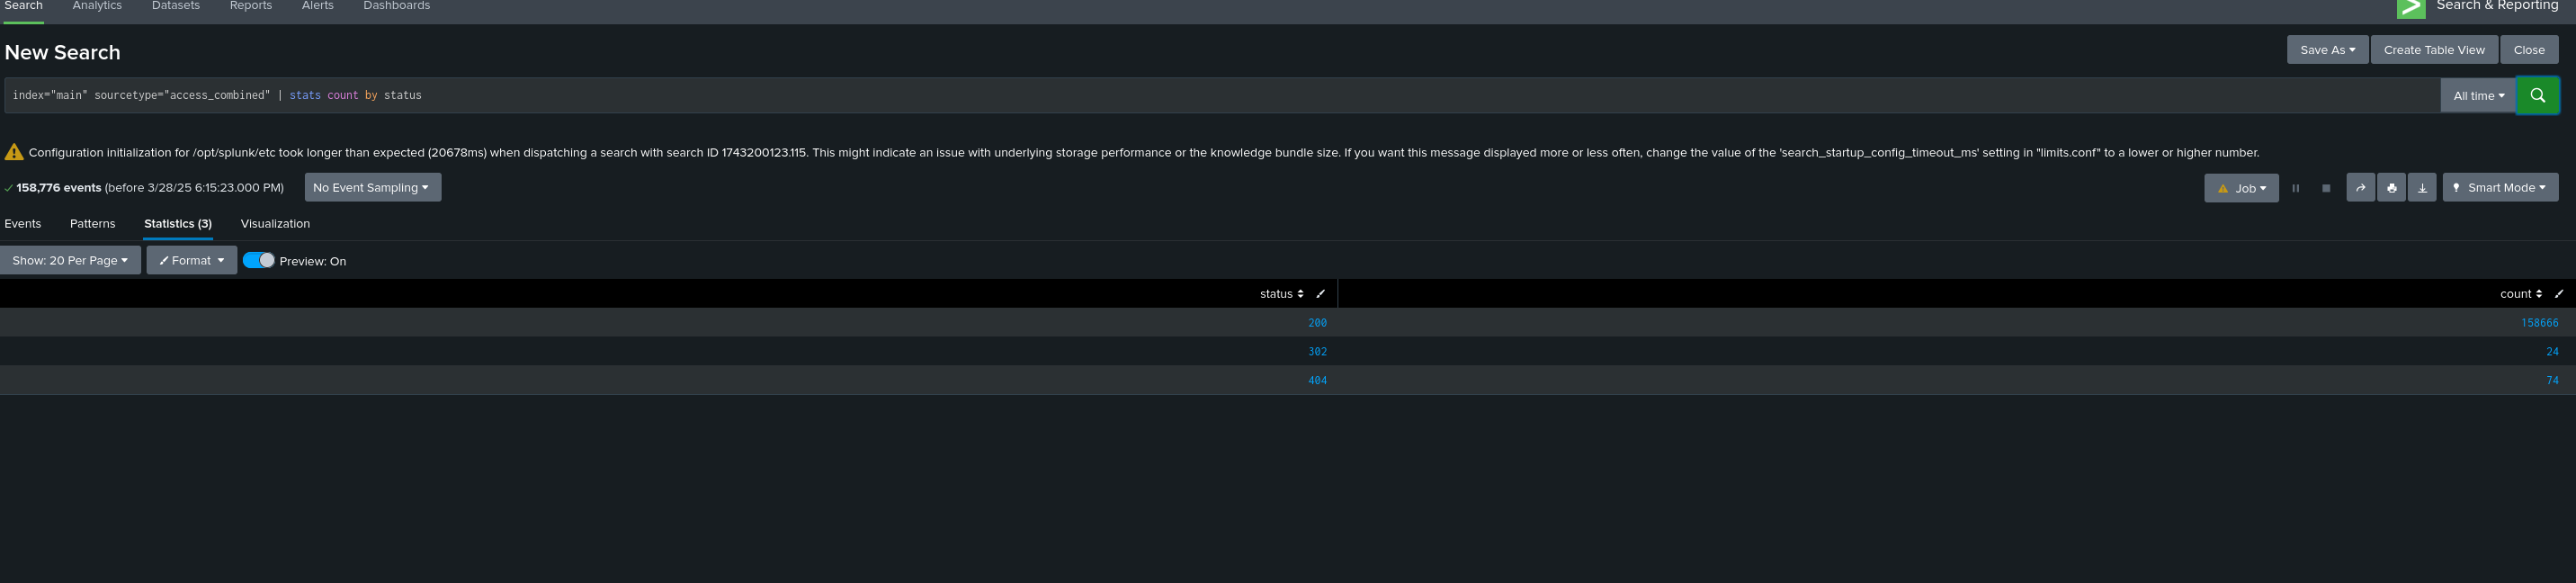 Search Analytics Datasets Reports Alerts Dashboards Search & Reporting
New Search Save As Create Table View Close
index="main" sourcetype="access_combined" | stats count by status All time
Configuration initialization for /opt/splunk/etc took longer than expected (20678ms) when dispatching a search with search ID 1743200123.115. This might indicate an issue with underlying storage performance or the knowledge bundle size. If you want this message displayed more or less often, change the value of the 'search_startup_config_timeout_ms' setting in "limits.conf" to a lower or higher number.
158,776 events (before 3/28/25 6:15:23.000 PM) No Event Sampling Job Smart Mode
Events Patterns Statistics (3) Visualization
Show: 20 Per Page Format Preview: On
status count
200 158666
302 24
404 74